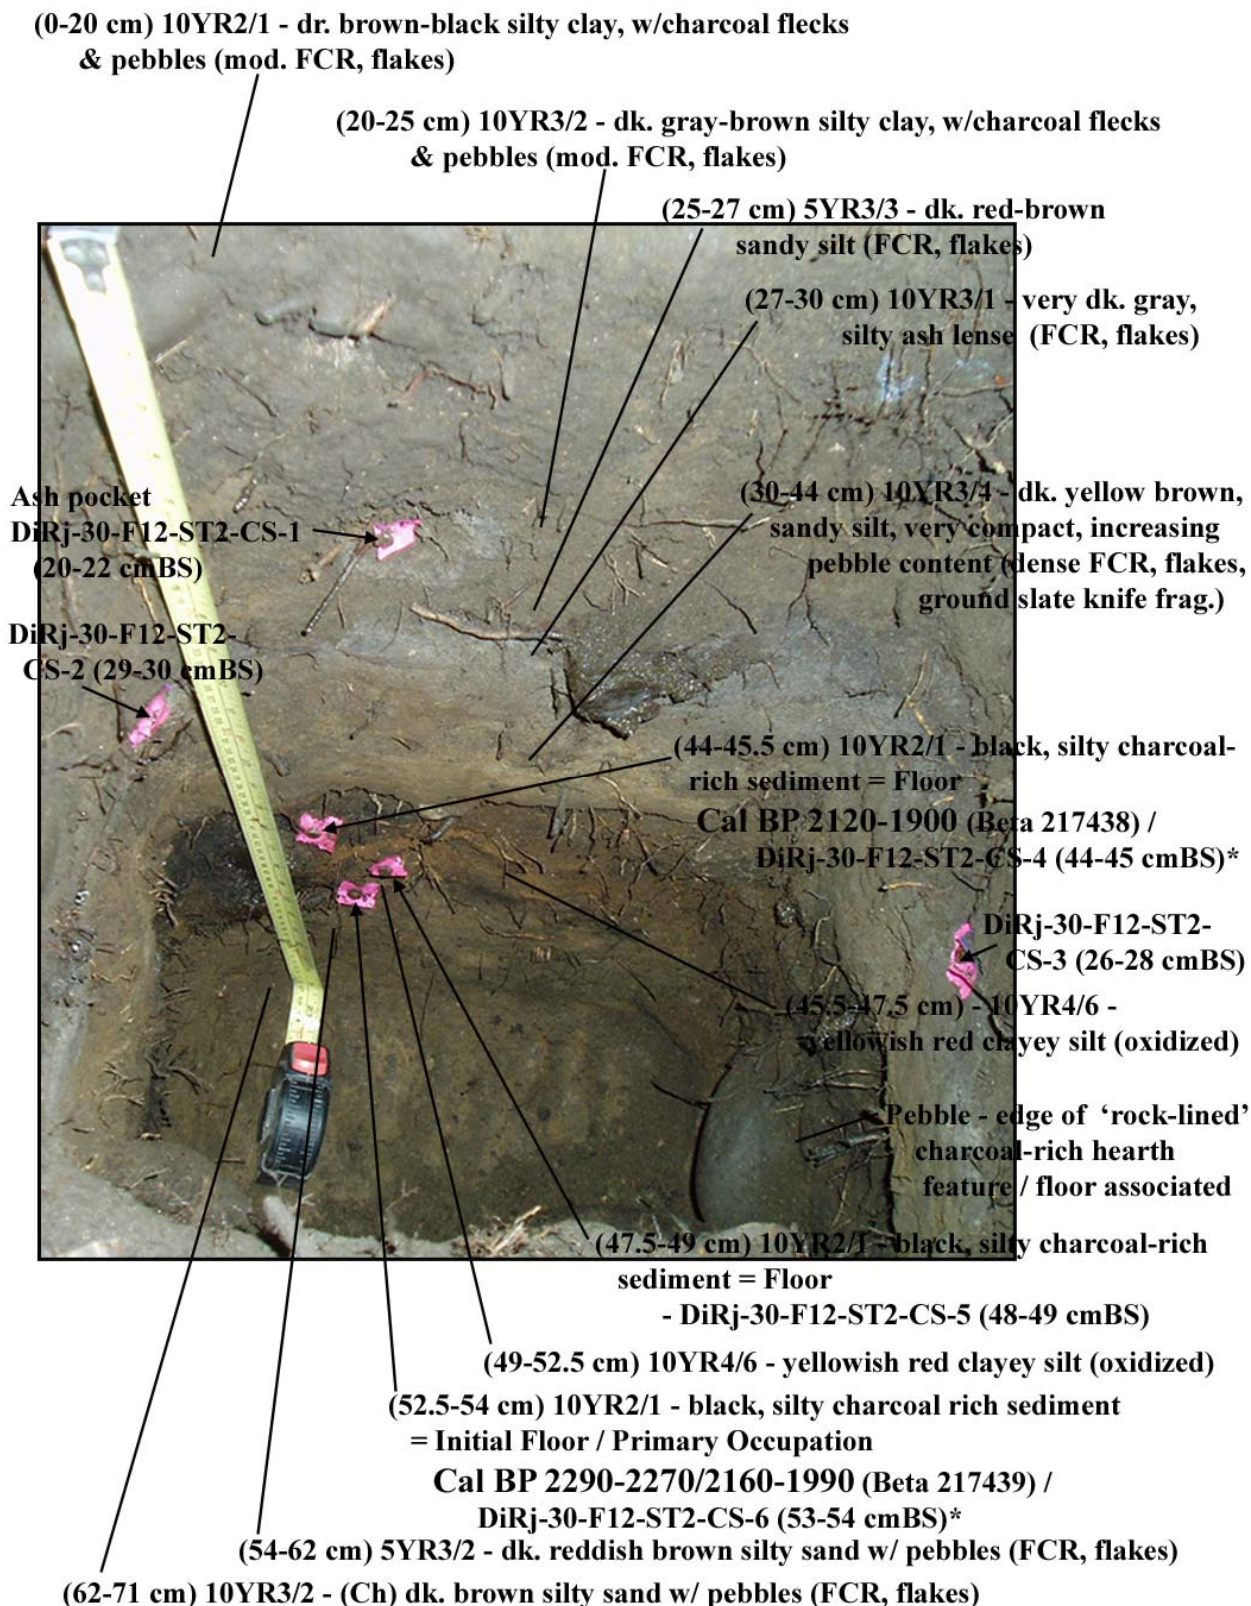 (0-20 cm) 10YR2/1 - dr. brown-black silty clay, w/charcoal flecks
& pebbles (mod. FCR, flakes)
(20-25 cm) 10YR3/2 - dk. gray-brown silty clay, w/charcoal flecks
& pebbles (mod. FCR, flakes)
(25-27 cm) 5YR3/3 - dk. red-brown
sandy silt (FCR, flakes)
(27-30 cm) 10YR3/1 - very dk. gray,
silty ash lense (FCR, flakes)
Ash pocket
DiRj-30-F12-ST2-CS-1
(20-22 cmBS)
(30-44 cm) 10YR3/4 - dk. yellow brown,
sandy silt, very compact, increasing
pebble content (dense FCR, flakes,
ground slate knife frag.)
DiRj-30-F12-ST2-
CS-2 (29-30 cmBS)
(44-45.5 cm) 10YR2/1 - black, silty charcoal-
rich sediment = Floor
Cal BP 2120-1900 (Beta 217438) /
DiRj-30-F12-ST2-CS-4 (44-45 cmBS)*
DiRj-30-F12-ST2-
CS-3 (26-28 cmBS)
(45.5-47.5 cm) - 10YR4/6 -
yellowish red clayey silt (oxidized)
Pebble - edge of ‘rock-lined’
charcoal-rich hearth
feature / floor associated
(47.5-49 cm) 10YR2/1 - black, silty charcoal-rich
sediment = Floor
- DiRj-30-F12-ST2-CS-5 (48-49 cmBS)
(49-52.5 cm) 10YR4/6 - yellowish red clayey silt (oxidized)
(52.5-54 cm) 10YR2/1 - black, silty charcoal rich sediment
= Initial Floor / Primary Occupation
Cal BP 2290-2270/2160-1990 (Beta 217439) /
DiRj-30-F12-ST2-CS-6 (53-54 cmBS)*
(54-62 cm) 5YR3/2 - dk. reddish brown silty sand w/ pebbles (FCR, flakes)
(62-71 cm) 10YR3/2 - (Ch) dk. brown silty sand w/ pebbles (FCR, flakes)